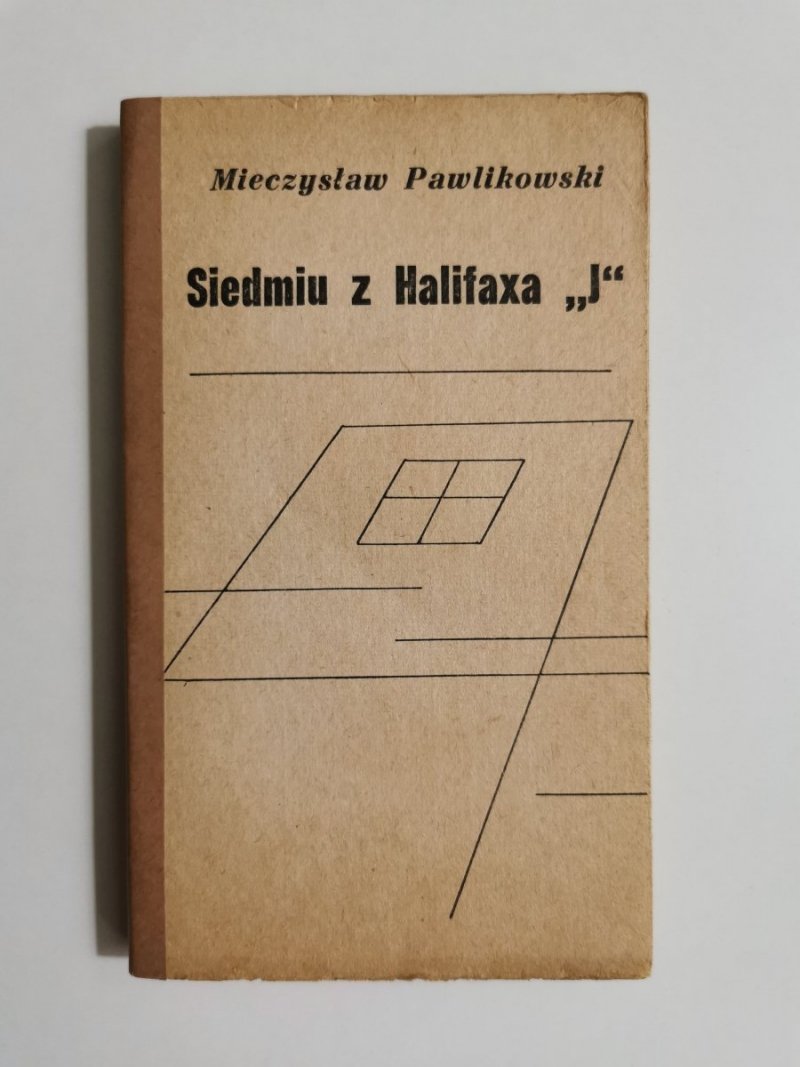 Mieczysław Pawlikowski
Siedmiu z Halifaxa „J“